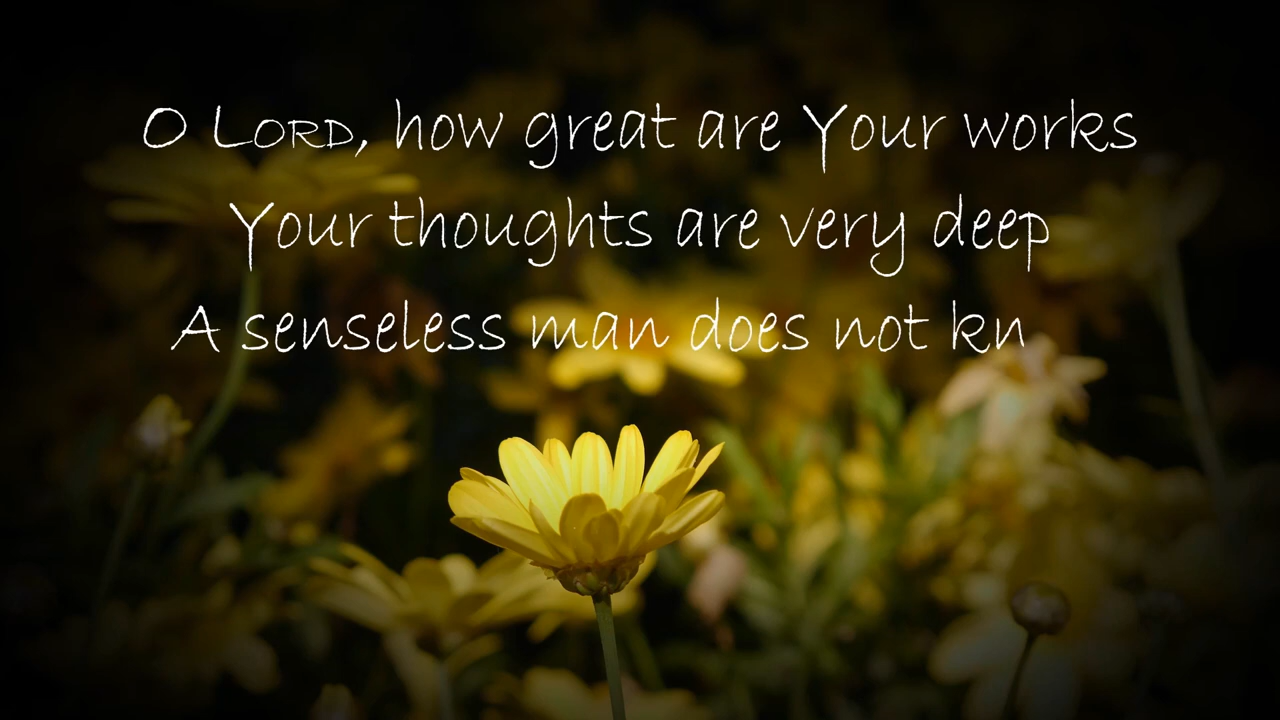 O LORD, how great are Your works
Your thoughts are very deep
A senseless man does not kn